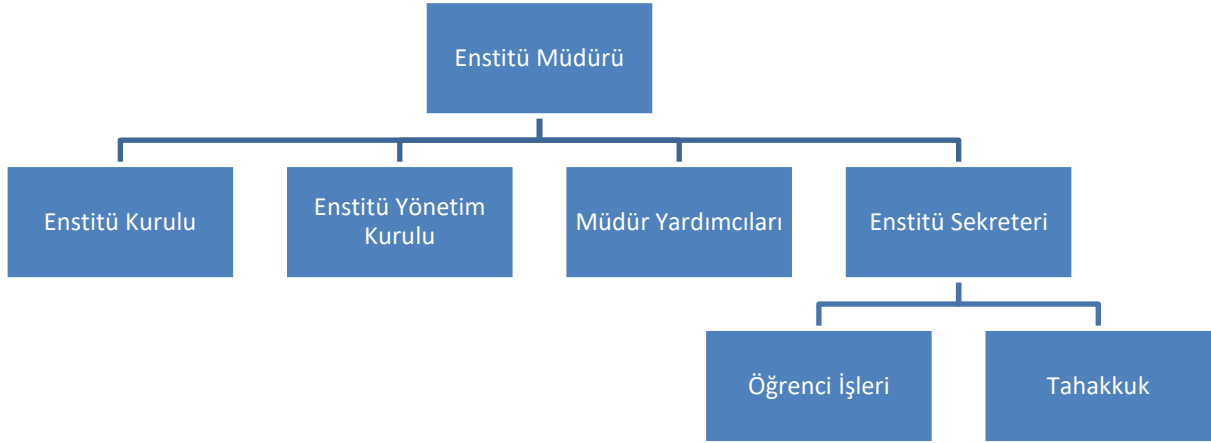 Enstitü Müdürü
Enstitü Kurulu
Enstitü Yönetim
Kurulu
Müdür Yardımcıları
Enstitü Sekreteri
Öğrenci İşleri
Tahakkuk